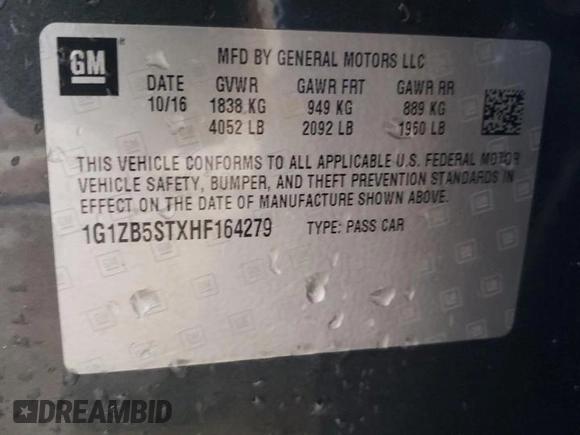 GM
MFD BY GENERAL MOTORS LLC
DATE GVWR GAWR FRT GAWR RR
10/16 1838 KG 949 KG 889 KG
4052 LB 2092 LB 1960 LB
THIS VEHICLE CONFORMS TO ALL APPLICABLE U.S. FEDERAL MOTOR
VEHICLE SAFETY, BUMPER, AND THEFT PREVENTION STANDARDS IN
EFFECT ON THE DATE OF MANUFACTURE SHOWN ABOVE.
1G1ZB5STXHF164279 TYPE: PASS CAR
DREAMBID